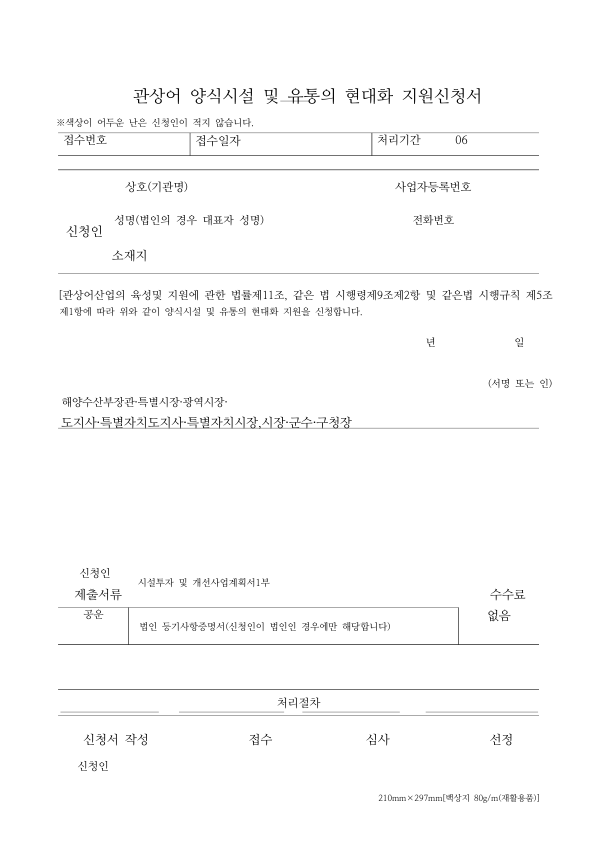 관상어 양식시설 및 유통의 현대화 지원신청서
※색상이 어두운 난은 신청인이 적지 않습니다.
접수번호 접수일자 처리기간 06
상호(기관명) 사업자등록번호
성명(법인의 경우 대표자 성명) 전화번호
신청인
소재지
[관상어산업의 육성및 지원에 관한 법률제11조, 같은 법 시행령제9조제2항 및 같은법 시행규칙 제5조
제1항에 따라 위와 같이 양식시설 및 유통의 현대화 지원을 신청합니다.
년 일
(서명 또는 인)
해양수산부장관·특별시장·광역시장·
도지사·특별자치도지사·특별자치시장,시장·군수·구청장
신청인
시설투자 및 개선사업계획서1부
제출서류 수수료
공운 없음
법인 등기사항증명서(신청인이 법인인 경우에만 해당합니다)
처리절차
신청서 작성 접수 심사 선정
신청인
210mm×297mm[백상지 80g/m(재활용품)]